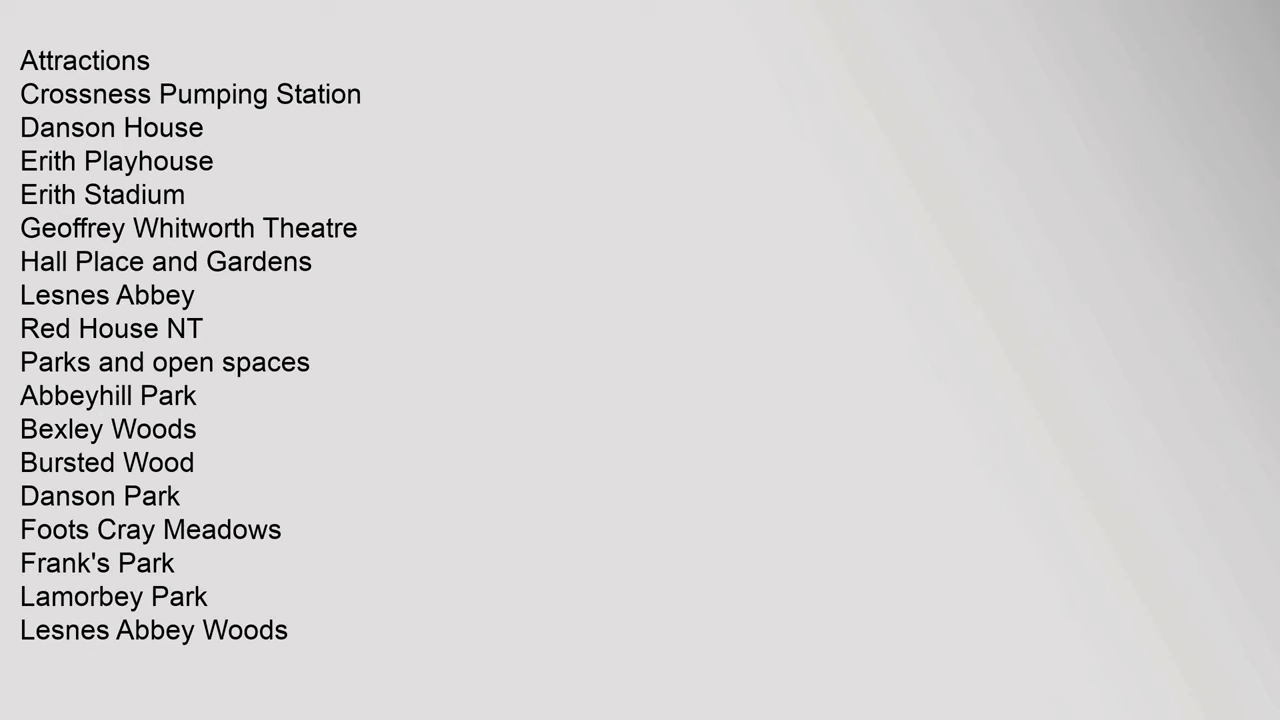 Attractions
Crossness Pumping Station
Danson House
Erith Playhouse
Erith Stadium
Geoffrey Whitworth Theatre
Hall Place and Gardens
Lesnes Abbey
Red House NT
Parks and open spaces
Abbeyhill Park
Bexley Woods
Bursted Wood
Danson Park
Foots Cray Meadows
Frank's Park
Lamorbey Park
Lesnes Abbey Woods